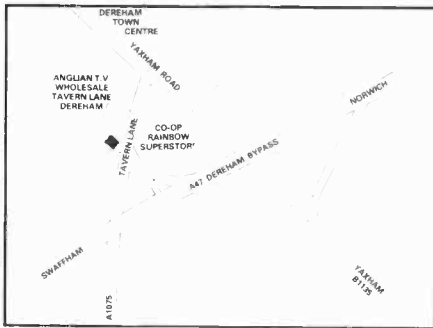 DEREHAM
TOWN
CENTRE
YAXHAM ROAD
ANGLIAN T.V
WHOLESALE
TAVERN LANE
DEREHAM
TAVERN LANE
CO-OP
RAINBOW
SUPERSTOR'
NORWICH
A47 DEREHAM BYPASS
SWAFFHAM
YAXHAM
B1135
A1075